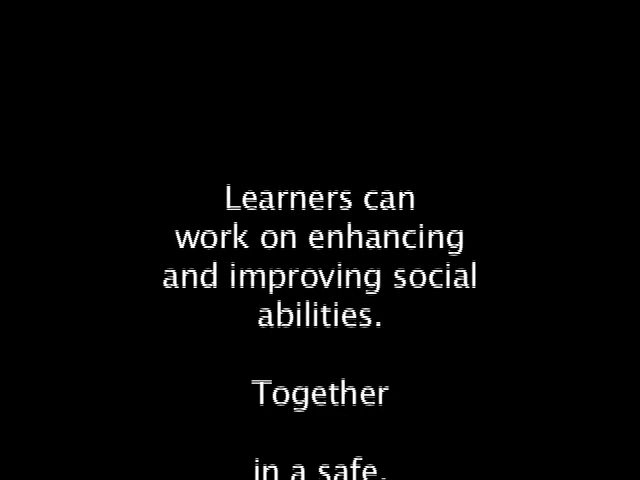 Learners can
work on enhancing
and improving social
abilities.
Together
in a safe,